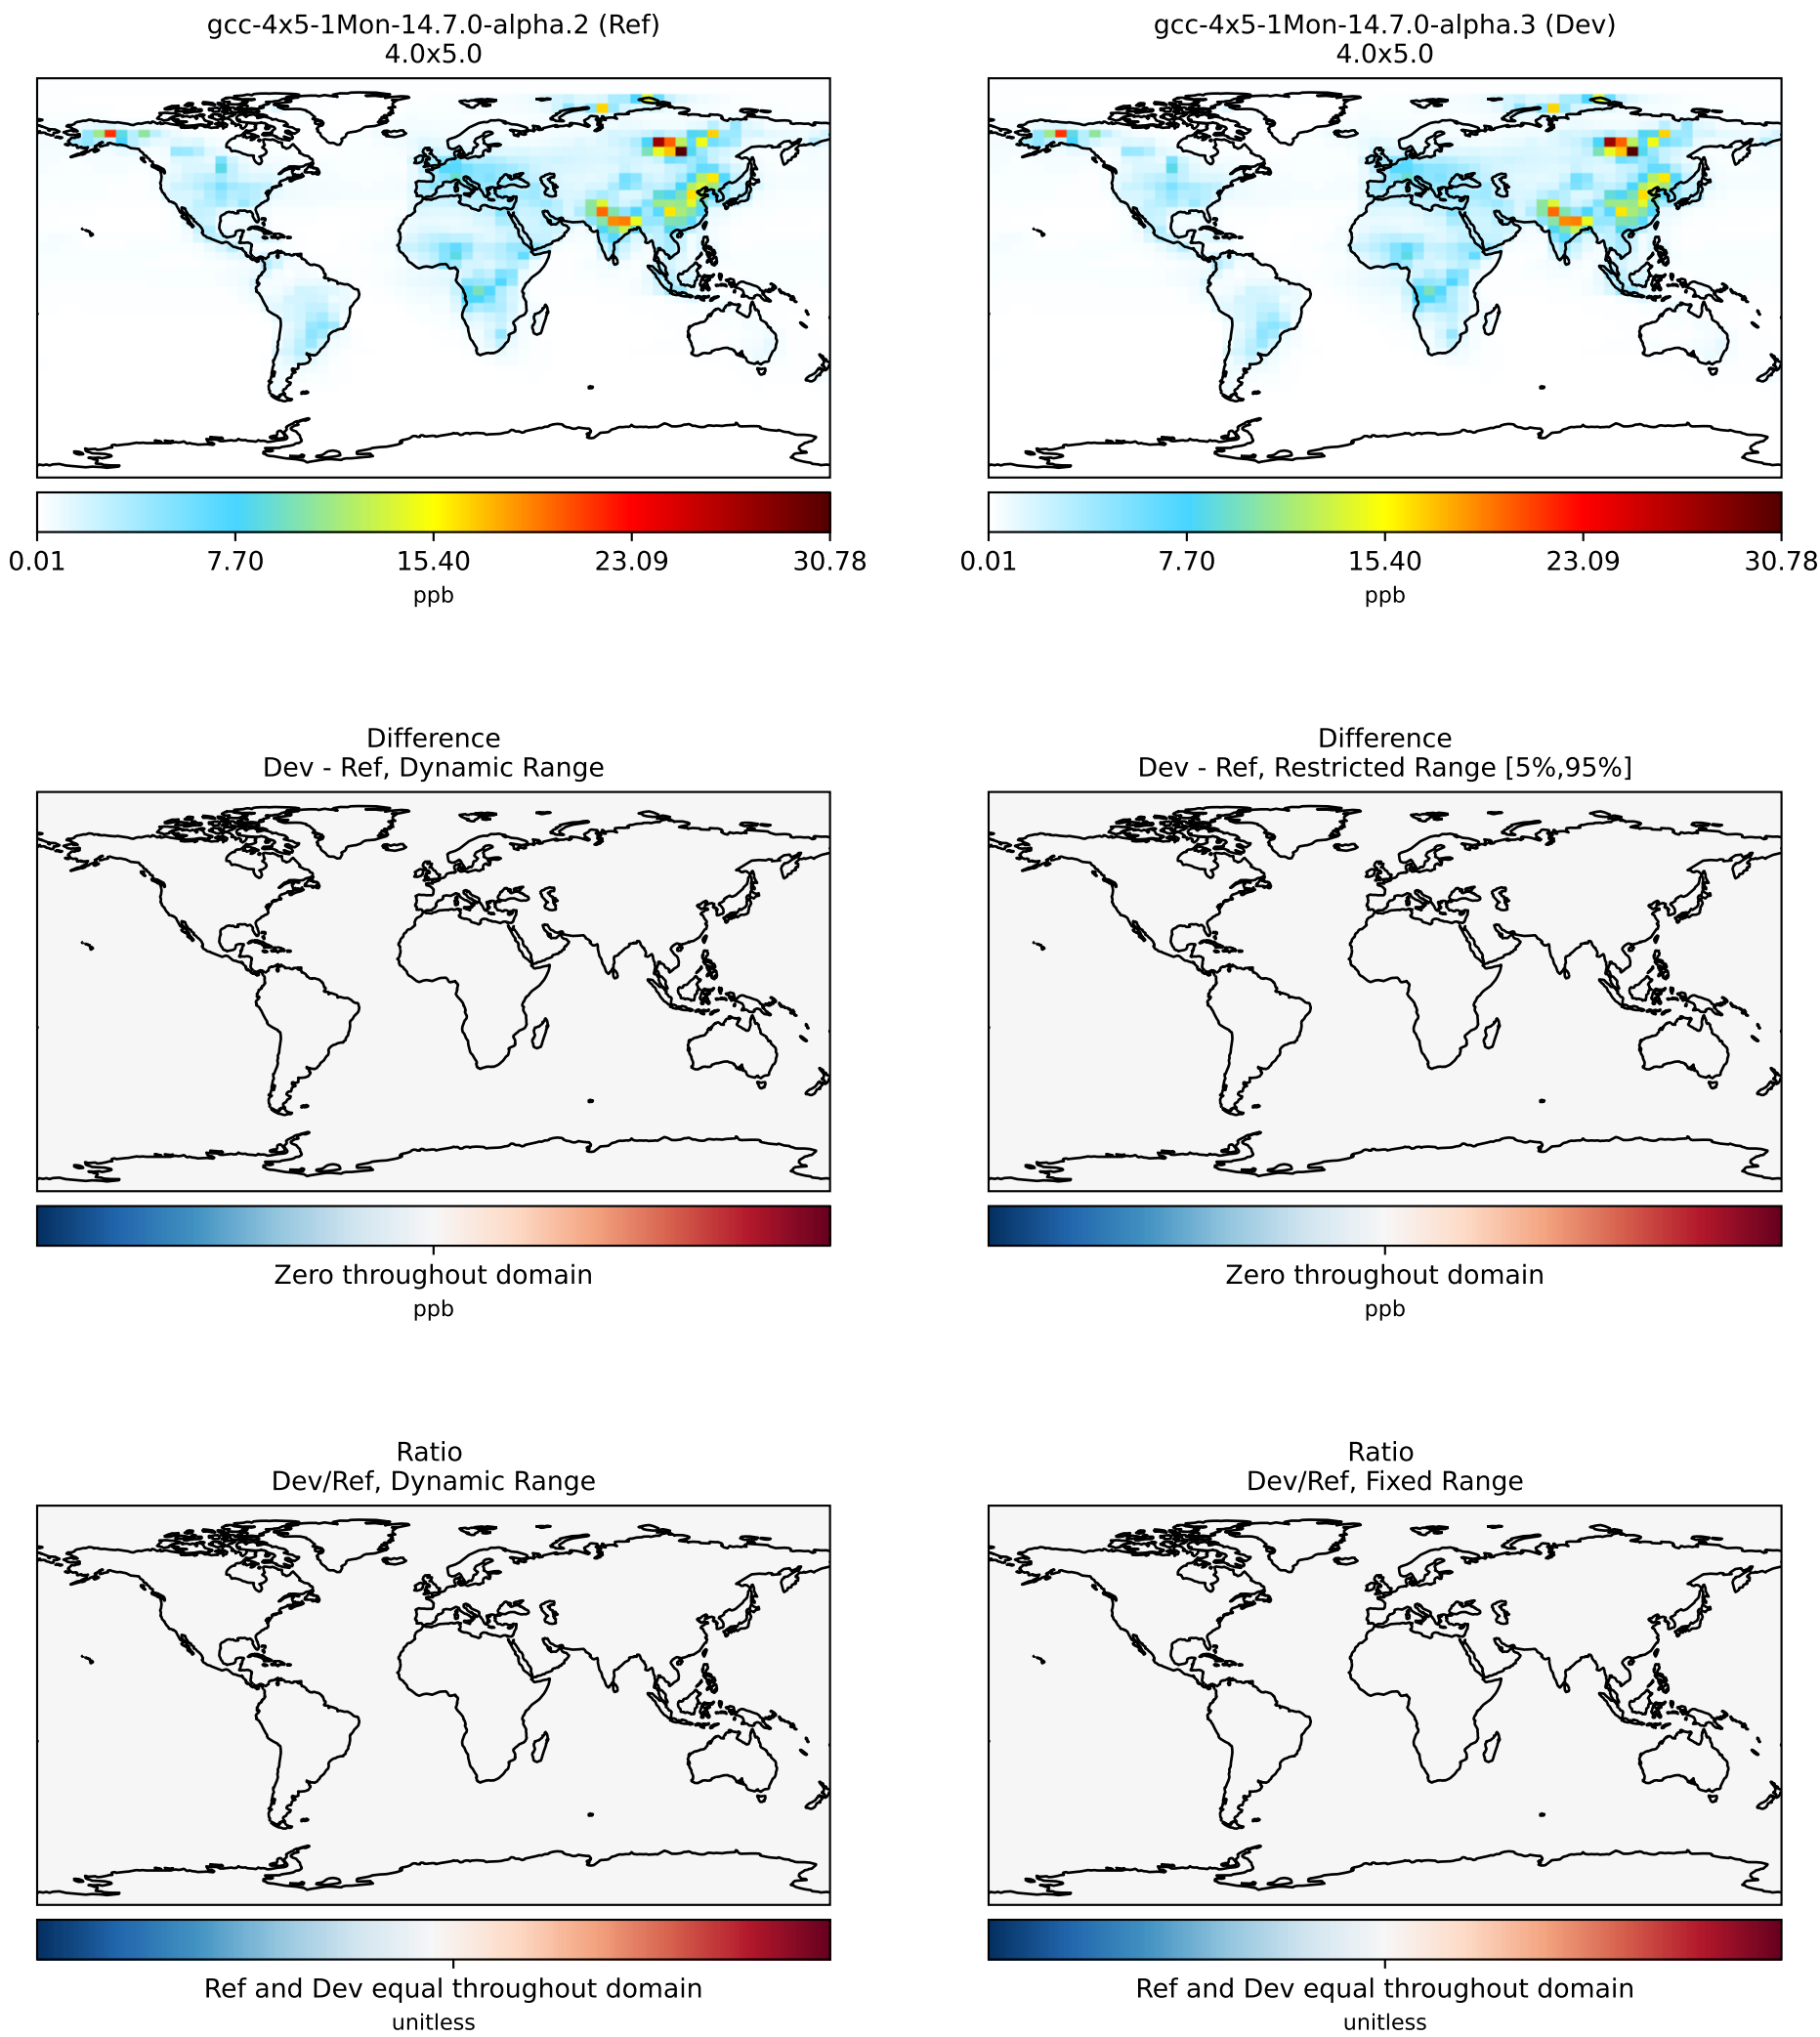 gcc-4x5-1Mon-14.7.0-alpha.2 (Ref)
4.0x5.0
gcc-4x5-1Mon-14.7.0-alpha.3 (Dev)
4.0x5.0
0.01 7.70 15.40 23.09 30.78
ppb
0.01 7.70 15.40 23.09 30.78
ppb
Difference
Dev - Ref, Dynamic Range
Difference
Dev - Ref, Restricted Range [5%,95%]
Zero throughout domain
ppb
Zero throughout domain
ppb
Ratio
Dev/Ref, Dynamic Range
Ratio
Dev/Ref, Fixed Range
Ref and Dev equal throughout domain
unitless
Ref and Dev equal throughout domain
unitless